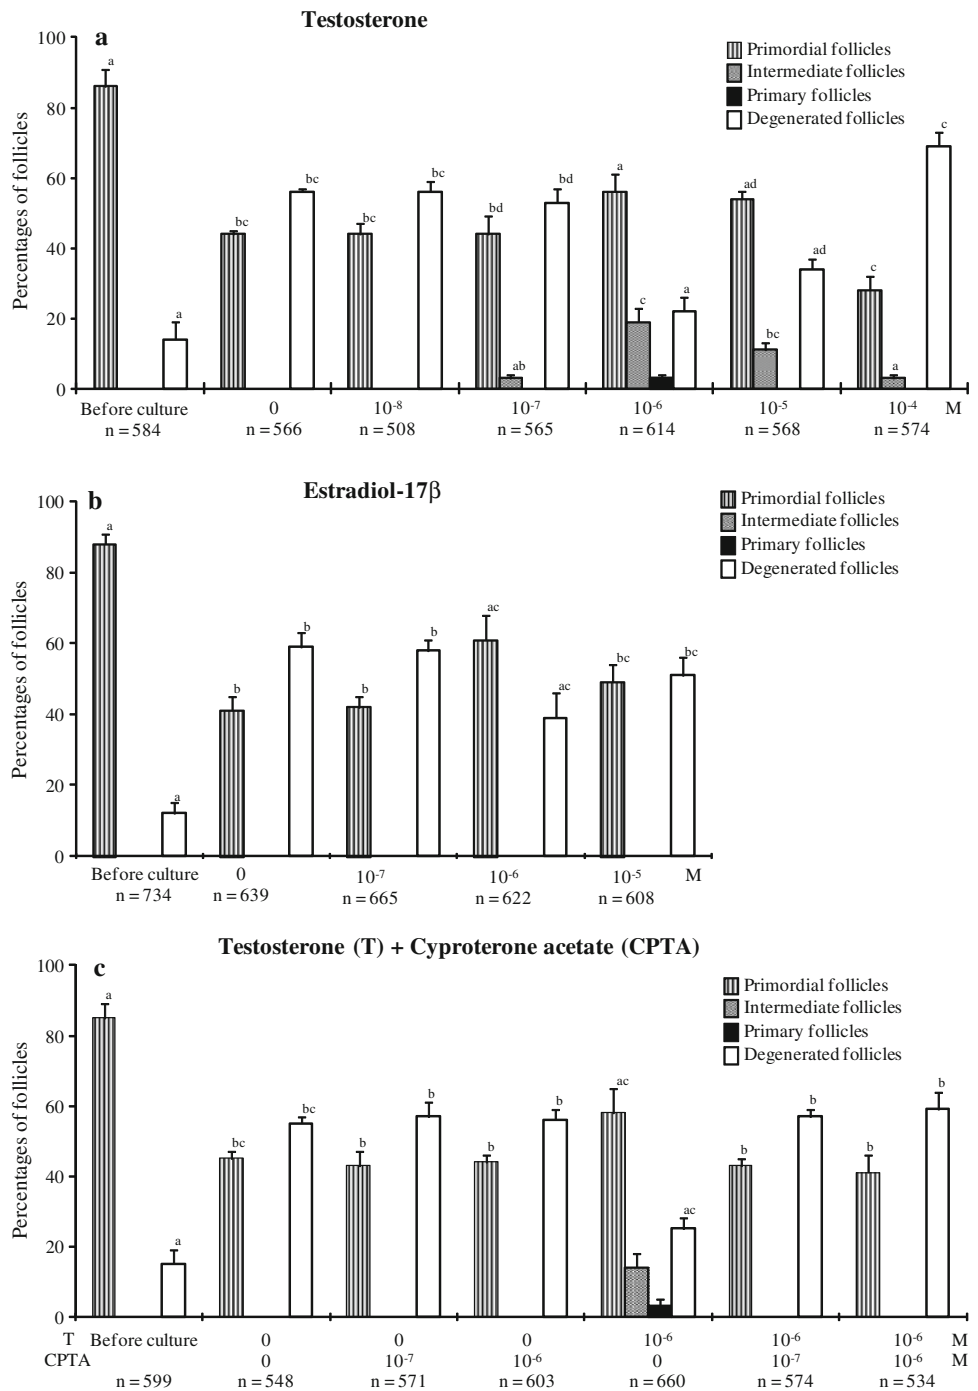 Testosterone
a
Percentages of follicles
100
80
60
40
20
0
Primordial follicles
Intermediate follicles
Primary follicles
Degenerated follicles
a
a
bc
bc
bc
bc
bd
ab
bd
a
c
a
ad
bc
ad
c
a
c
Before culture 0 10⁻⁸ 10⁻⁷ 10⁻⁶ 10⁻⁵ 10⁻⁴ M
n=584 n=566 n=508 n=565 n=614 n=568 n=574
Estradiol-17β
b
Percentages of follicles
100
80
60
40
20
0
Primordial follicles
Intermediate follicles
Primary follicles
Degenerated follicles
a
a
b
b
b
b
ac
ac
bc
bc
Before culture 0 10⁻⁷ 10⁻⁶ 10⁻⁵ M
n=734 n=639 n=665 n=622 n=608
Testosterone (T) + Cyproterone acetate (CPTA)
c
Percentages of follicles
100
80
60
40
20
0
Primordial follicles
Intermediate follicles
Primary follicles
Degenerated follicles
a
a
bc
bc
b
b
b
b
ac
ac
b
b
b
b
T Before culture 0 0 0 10⁻⁶ 10⁻⁶ 10⁻⁶ M
CPTA 0 10⁻⁷ 10⁻⁶ 0 10⁻⁷ 10⁻⁶ M
n=599 n=548 n=571 n=603 n=660 n=574 n=534